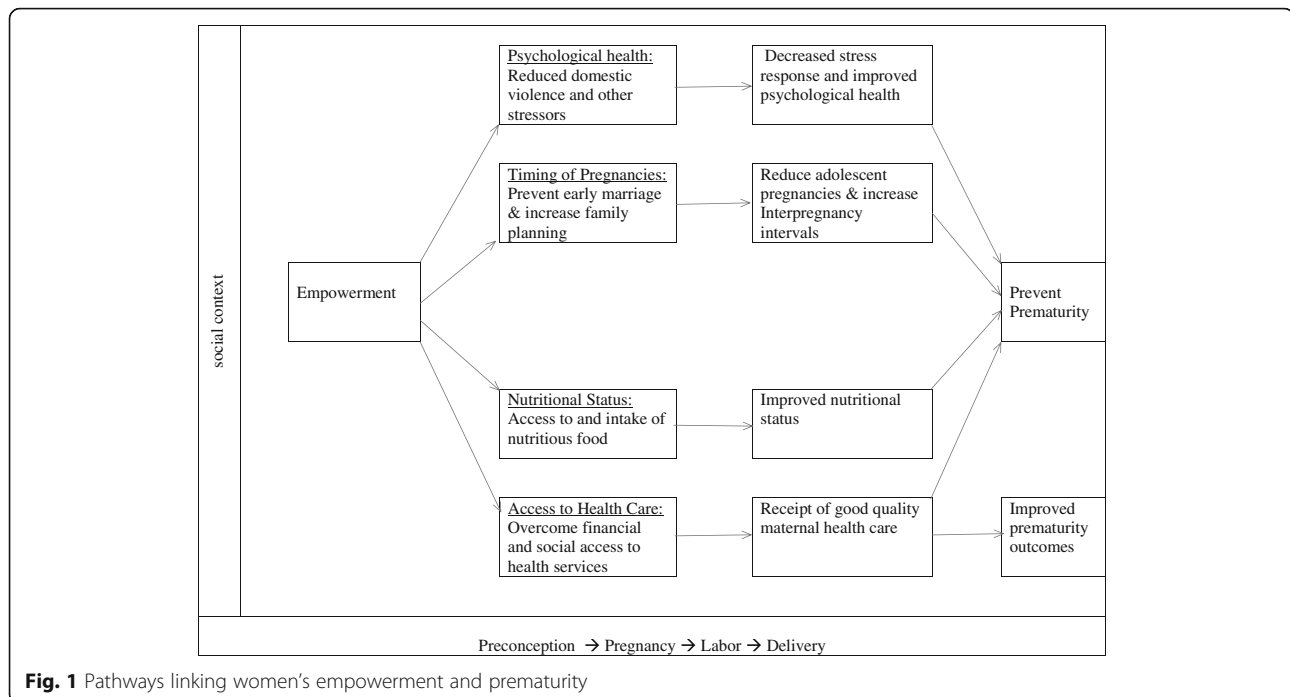 Psychological health:
Reduced domestic
violence and other
stressors
Decreased stress
response and improved
psychological health
Timing of Pregnancies:
Prevent early marriage
& increase family
planning
Reduce adolescent
pregnancies & increase
Interpregnancy
intervals
social context
Empowerment
Prevent
Prematurity
Nutritional Status:
Access to and intake of
nutritious food
Improved nutritional
status
Access to Health Care:
Overcome financial
and social access to
health services
Receipt of good quality
maternal health care
Improved
prematurity
outcomes
Preconception → Pregnancy → Labor → Delivery
Fig. 1 Pathways linking women's empowerment and prematurity